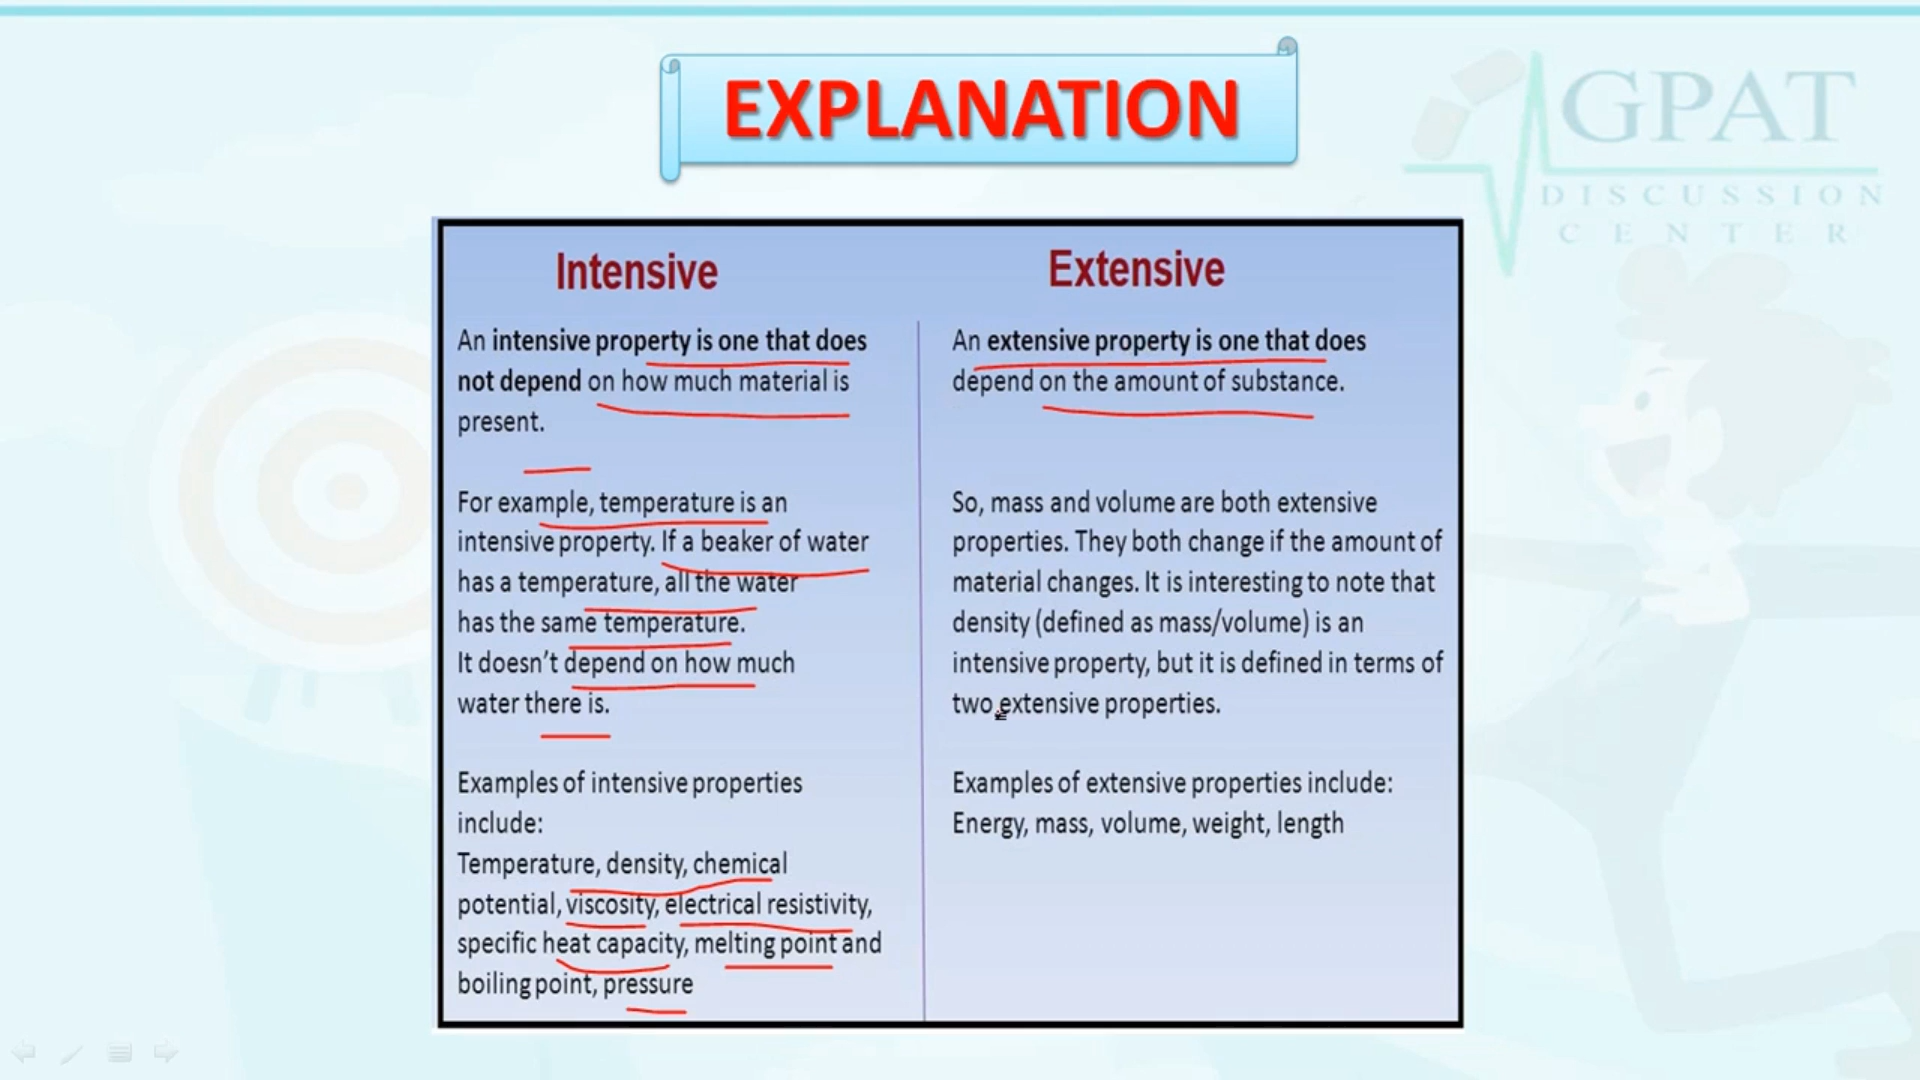 EXPLANATION
GPAT
DISCUSSION
CENTER
Intensive
An intensive property is one that does
not depend on how much material is
present.
For example, temperature is an
intensive property. If a beaker of water
has a temperature, all the water
has the same temperature.
It doesn’t depend on how much
water there is.
Examples of intensive properties
include:
Temperature, density, chemical
potential, viscosity, electrical resistivity,
specific heat capacity, melting point and
boiling point, pressure
Extensive
An extensive property is one that does
depend on the amount of substance.
So, mass and volume are both extensive
properties. They both change if the amount of
material changes. It is interesting to note that
density (defined as mass/volume) is an
intensive property, but it is defined in terms of
two extensive properties.
Examples of extensive properties include:
Energy, mass, volume, weight, length